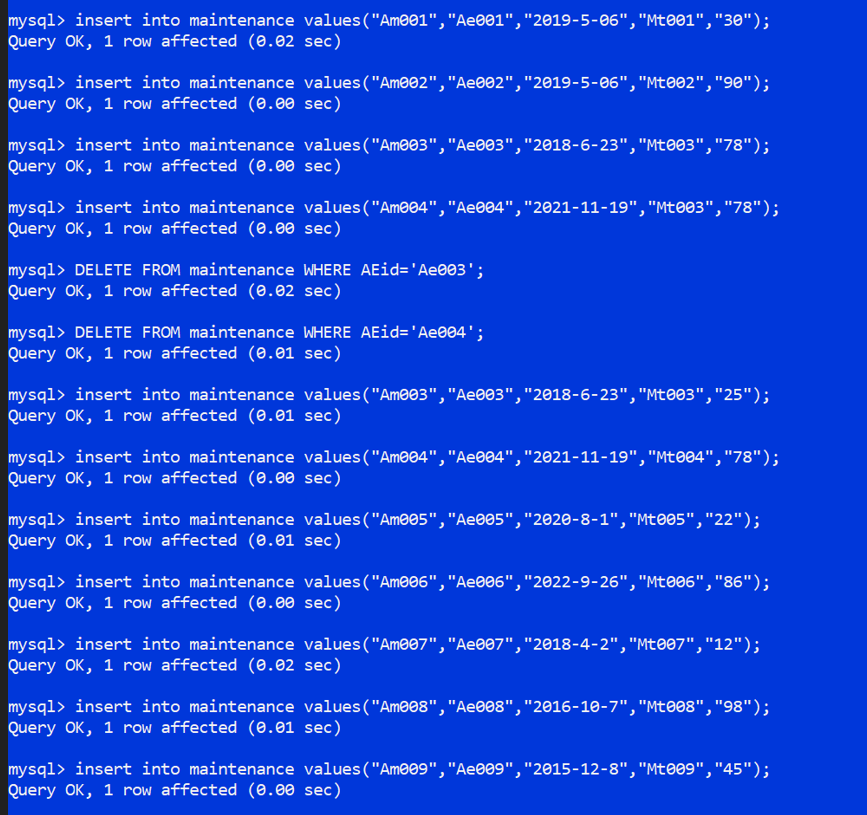 mysql> insert into maintenance values("Am001","Ae001","2019-5-06","Mt001","30");
Query OK, 1 row affected (0.02 sec)
mysql> insert into maintenance values("Am002","Ae002","2019-5-06","Mt002","90");
Query OK, 1 row affected (0.00 sec)
mysql> insert into maintenance values("Am003","Ae003","2018-6-23","Mt003","78");
Query OK, 1 row affected (0.00 sec)
mysql> insert into maintenance values("Am004","Ae004","2021-11-19","Mt003","78");
Query OK, 1 row affected (0.00 sec)
mysql> DELETE FROM maintenance WHERE AEid='Ae003';
Query OK, 1 row affected (0.02 sec)
mysql> DELETE FROM maintenance WHERE AEid='Ae004';
Query OK, 1 row affected (0.01 sec)
mysql> insert into maintenance values("Am003","Ae003","2018-6-23","Mt003","25");
Query OK, 1 row affected (0.01 sec)
mysql> insert into maintenance values("Am004","Ae004","2021-11-19","Mt004","78");
Query OK, 1 row affected (0.00 sec)
mysql> insert into maintenance values("Am005","Ae005","2020-8-1","Mt005","22");
Query OK, 1 row affected (0.01 sec)
mysql> insert into maintenance values("Am006","Ae006","2022-9-26","Mt006","86");
Query OK, 1 row affected (0.00 sec)
mysql> insert into maintenance values("Am007","Ae007","2018-4-2","Mt007","12");
Query OK, 1 row affected (0.02 sec)
mysql> insert into maintenance values("Am008","Ae008","2016-10-7","Mt008","98");
Query OK, 1 row affected (0.01 sec)
mysql> insert into maintenance values("Am009","Ae009","2015-12-8","Mt009","45");
Query OK, 1 row affected (0.00 sec)